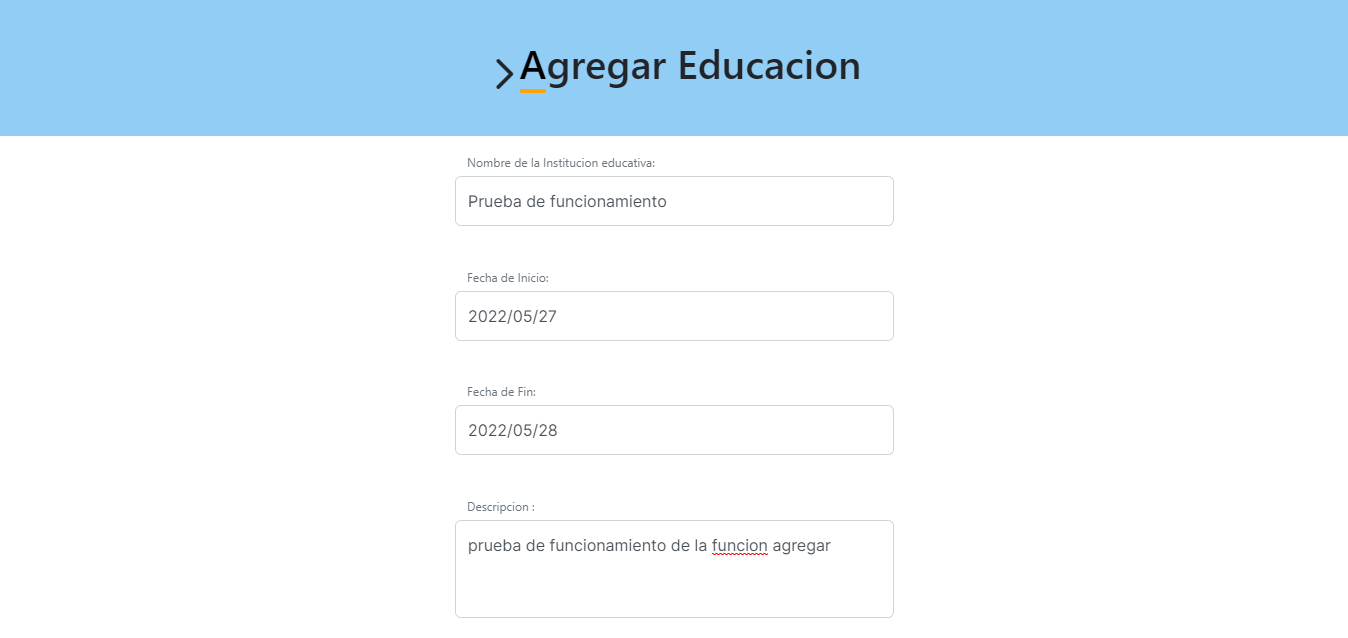 Agregar Educacion
Nombre de la Institucion educativa:
Prueba de funcionamiento
Fecha de Inicio:
2022/05/27
Fecha de Fin:
2022/05/28
Descripcion :
prueba de funcionamiento de la funcion agregar